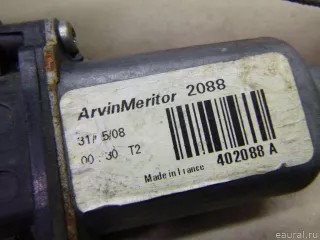 ArvinMeritor 2088
31/ 5/08
00:30 T2
402088 A
Made in France
eaural.ru